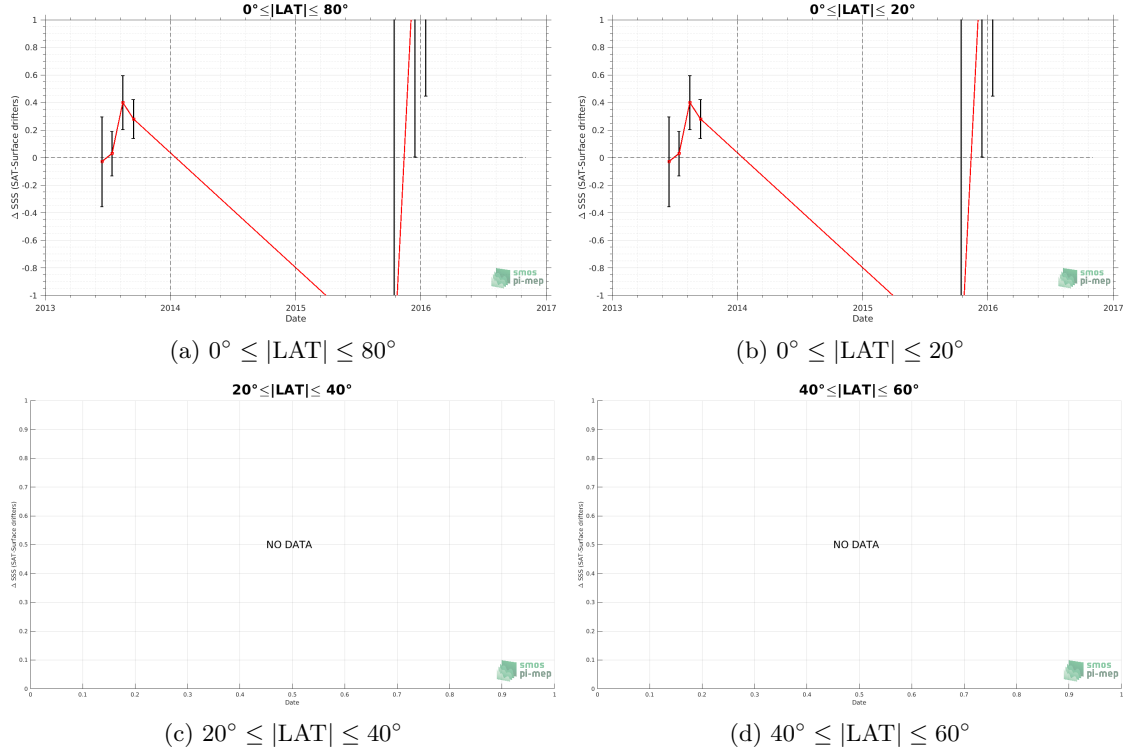 0°≤|LAT|≤ 80°
1
0.8
0.6
0.4
0.2
0
-0.2
-0.4
-0.6
-0.8
-1
Δ SSS (SAT-Surface drifters)
2013
2014
2015
2016
2017
Date
smos
pi-mep
(a) 0° ≤ |LAT| ≤ 80°
0°≤|LAT|≤ 20°
1
0.8
0.6
0.4
0.2
0
-0.2
-0.4
-0.6
-0.8
-1
Δ SSS (SAT-Surface drifters)
2013
2014
2015
2016
2017
Date
smos
pi-mep
(b) 0° ≤ |LAT| ≤ 20°
20°≤|LAT|≤ 40°
1
0.9
0.8
0.7
0.6
0.5
0.4
0.3
0.2
0.1
0
Δ SSS (SAT-Surface drifters)
NO DATA
0
0.1
0.2
0.3
0.4
0.5
0.6
0.7
0.8
0.9
1
Date
smos
pi-mep
(c) 20° ≤ |LAT| ≤ 40°
40°≤|LAT|≤ 60°
1
0.9
0.8
0.7
0.6
0.5
0.4
0.3
0.2
0.1
0
Δ SSS (SAT-Surface drifters)
NO DATA
0
0.1
0.2
0.3
0.4
0.5
0.6
0.7
0.8
0.9
1
Date
smos
pi-mep
(d) 40° ≤ |LAT| ≤ 60°